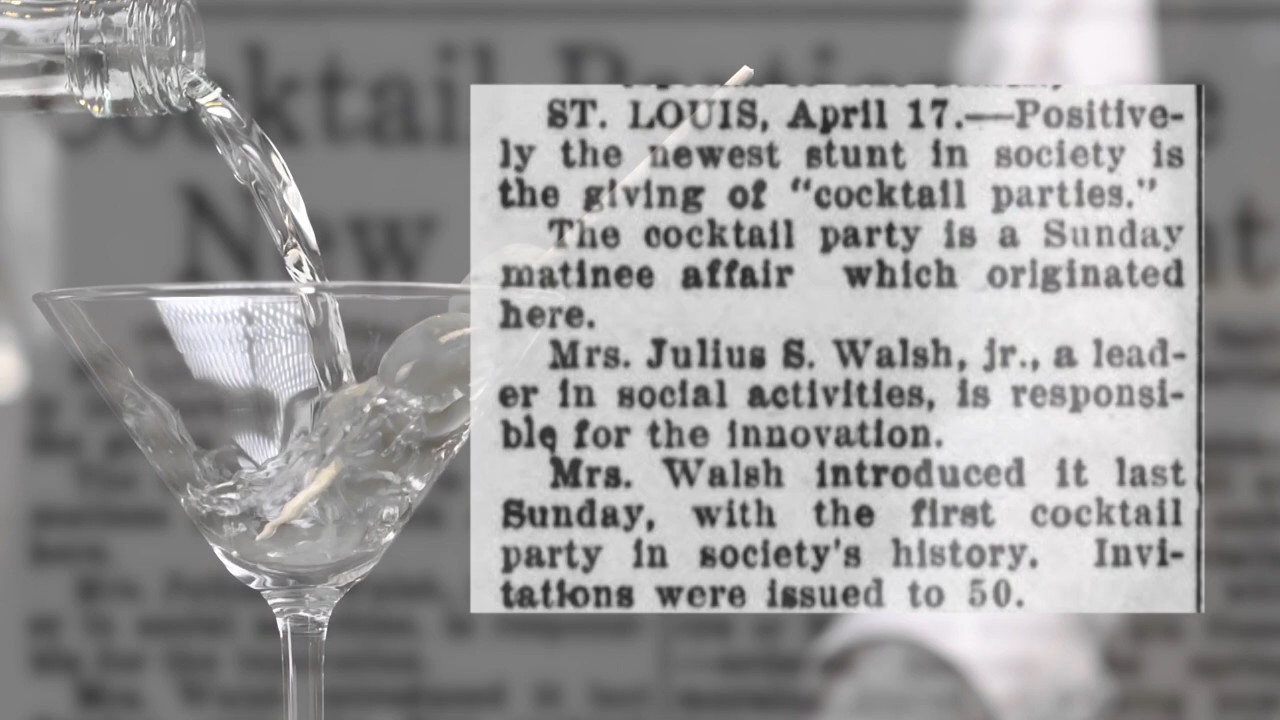 Cocktail Parties
New
ST. LOUIS, April 17.—Positive-
ly the newest stunt in society is
the giving of "cocktail parties."
The cocktail party is a Sunday
matinee affair which originated
here.
Mrs. Julius S. Walsh, jr., a lead-
er in social activities, is responsi-
ble for the innovation.
Mrs. Walsh introduced it last
Sunday, with the first cocktail
party in society's history. Invi-
tations were issued to 50.